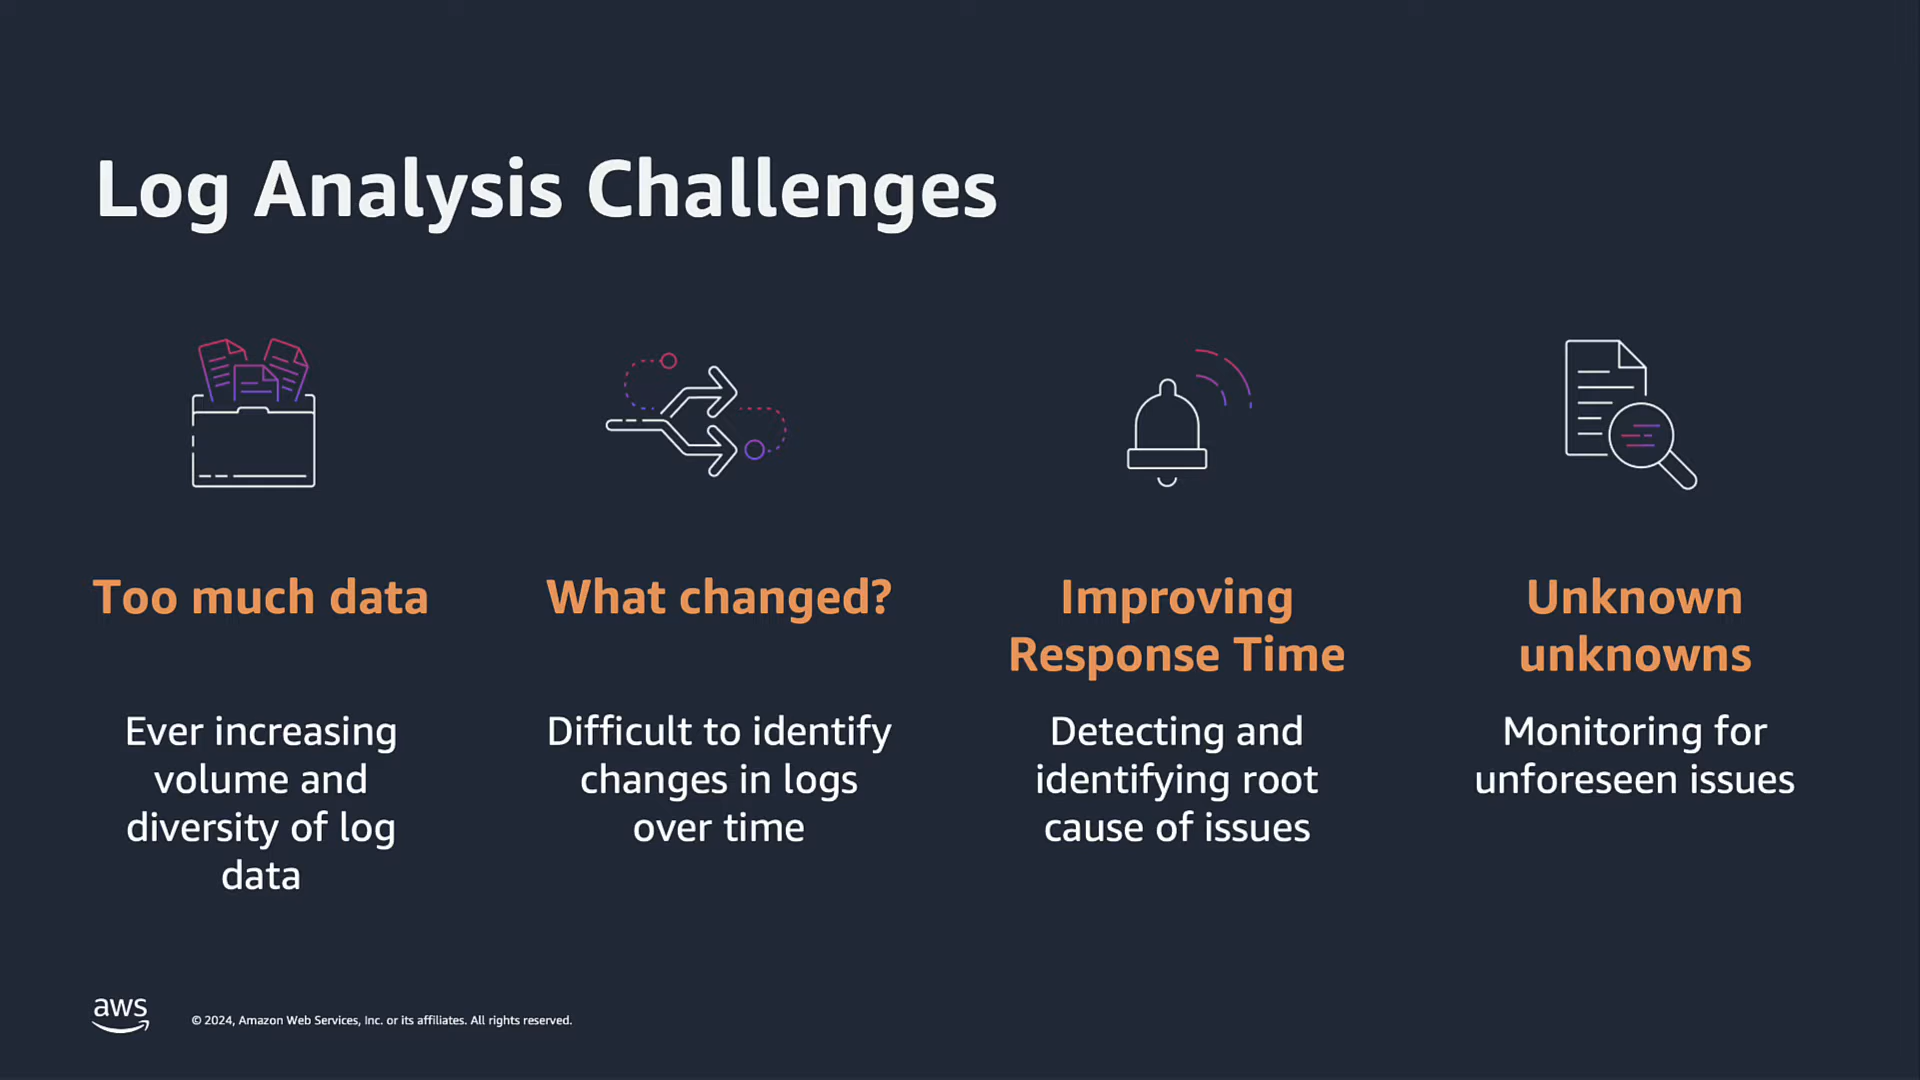 Log Analysis Challenges
Too much data
Ever increasing
volume and
diversity of log
data
What changed?
Difficult to identify
changes in logs
over time
Improving
Response Time
Detecting and
identifying root
cause of issues
Unknown
unknowns
Monitoring for
unforeseen issues
aws
© 2024, Amazon Web Services, Inc. or its affiliates. All rights reserved.